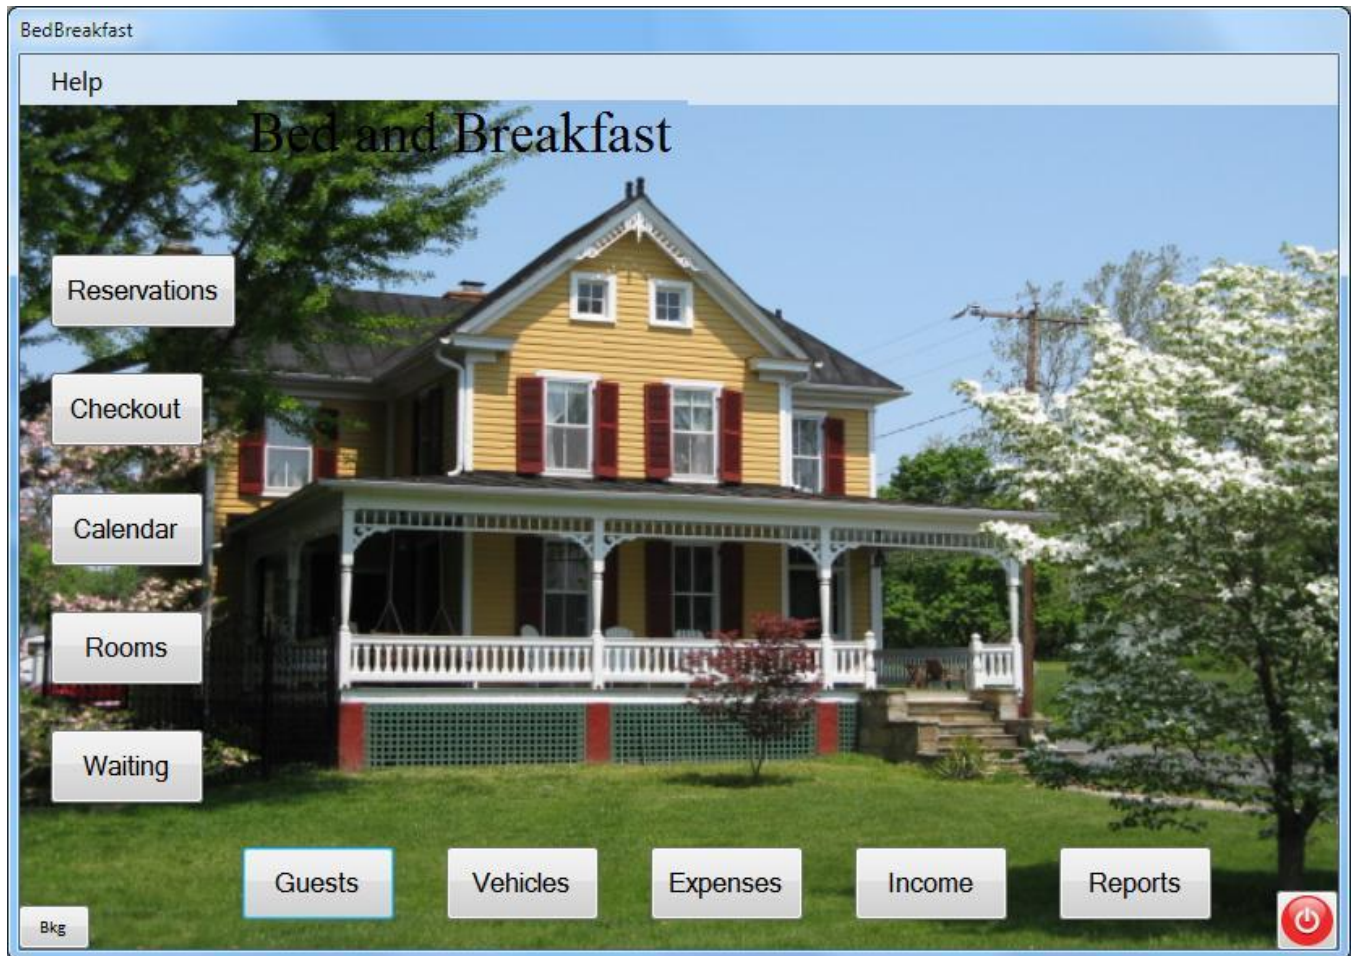 BedBreakfast
Help
Bed and Breakfast
Reservations
Checkout
Calendar
Rooms
Waiting
Guests Vehicles Expenses Income Reports
Bkg